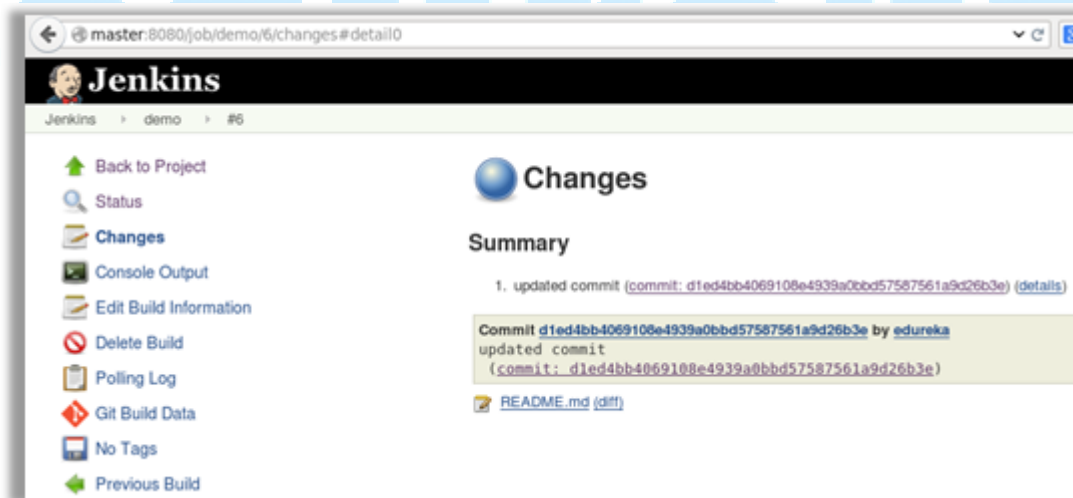 master:8080/job/demo/6/changes#detail0
Jenkins
Jenkins › demo › #6
Back to Project
Status
Changes
Console Output
Edit Build Information
Delete Build
Polling Log
Git Build Data
No Tags
Previous Build
Changes
Summary
1. updated commit (commit: d1ed4bb4069108e4939a0bbd57587561a9d26b3e) (details)
Commit d1ed4bb4069108e4939a0bbd57587561a9d26b3e by edureka
updated commit
(commit: d1ed4bb4069108e4939a0bbd57587561a9d26b3e)
README.md (diff)